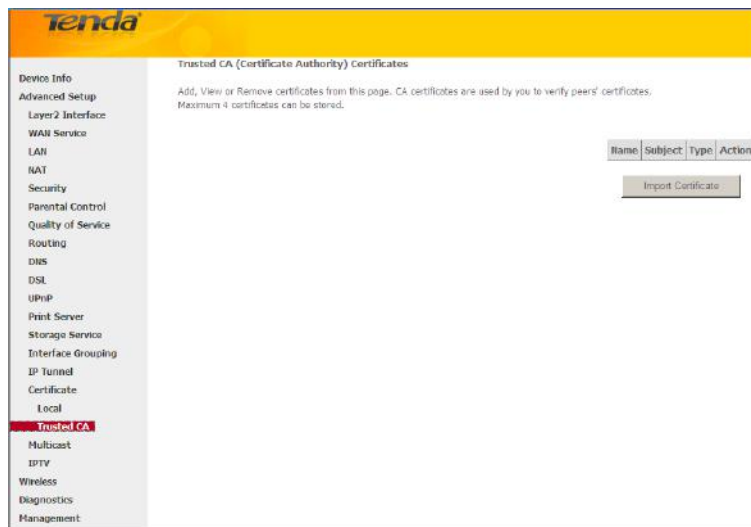 Tenda
Trusted CA (Certificate Authority) Certificates
Add, View or Remove certificates from this page. CA certificates are used by you to verify peers' certificates.
Maximum 4 certificates can be stored.
Name Subject Type Action
Import Certificate
Device Info
Advanced Setup
Layer2 Interface
WAN Service
LAN
NAT
Security
Parental Control
Quality of Service
Routing
DNS
DSL
UPnP
Print Server
Storage Service
Interface Grouping
IP Tunnel
Certificate
Local
Trusted CA
Multicast
IPTV
Wireless
Diagnostics
Management